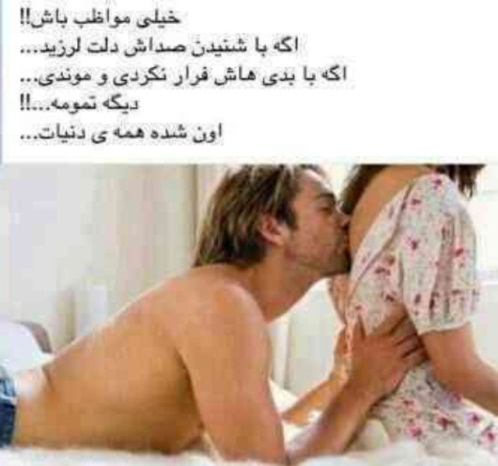 خیلی مواظب باش!!
اگه با شنیدن صداش دلت لرزید...
اگه با بدی هاش فرار نکردی و موندی...
دیگه تمومه...!!
اون شده همه ی دنیات...